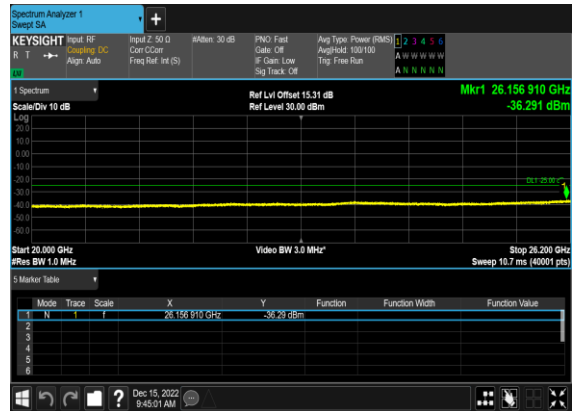 Spectrum Analyzer 1
Swept SA
+
KEYSIGHT Input: RF Input Z: 50 Ω #Atten: 30 dB PNO: Fast Avg Type: Power (RMS) 1 2 3 4 5 6
R T Coupling: DC Corr CCorr Gate: Off Avg|Hold: 100/100 A W W W W W
Align: Auto Freq Ref: Int (S) IF Gain: Low Trig: Free Run
Sig Track: Off A N N N N N
1 Spectrum Ref Lvl Offset 15.31 dB Mkr1 26.156 910 GHz
Scale/Div 10 dB Ref Level 30.00 dBm -36.291 dBm
Log
20.0
10.0
0.00
-10.0
-20.0
DL1 -25.00
-30.0
1
-40.0
-50.0
-60.0
Start 20.000 GHz Video BW 3.0 MHz* Stop 26.200 GHz
#Res BW 1.0 MHz Sweep 10.7 ms (40001 pts)
5 Marker Table
Mode Trace Scale X Y Function Function Width Function Value
1 N 1 f 26.156 910 GHz -36.29 dBm
2
3
4
5
6
? Dec 15, 2022
9:45:01 AM